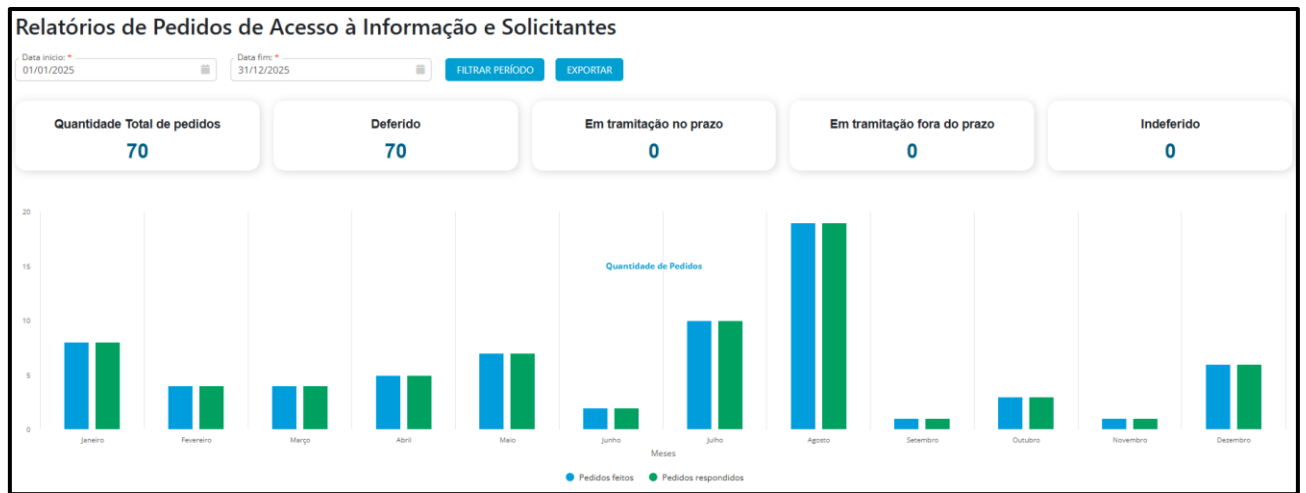 Relatórios de Pedidos de Acesso à Informação e Solicitantes
Data inicio: *
01/01/2025
Data fim: *
31/12/2025
FILTRAR PERÍODO
EXPORTAR
Quantidade Total de pedidos
70
Deferido
70
Em tramitação no prazo
0
Em tramitação fora do prazo
0
Indeferido
0
Quantidade de Pedidos
20
15
10
5
0
Janeiro
Fevereiro
Março
Abril
Maio
Junho
Julho
Agosto
Setembro
Outubro
Novembro
Dezembro
Meses
Pedidos feitos
Pedidos respondidos